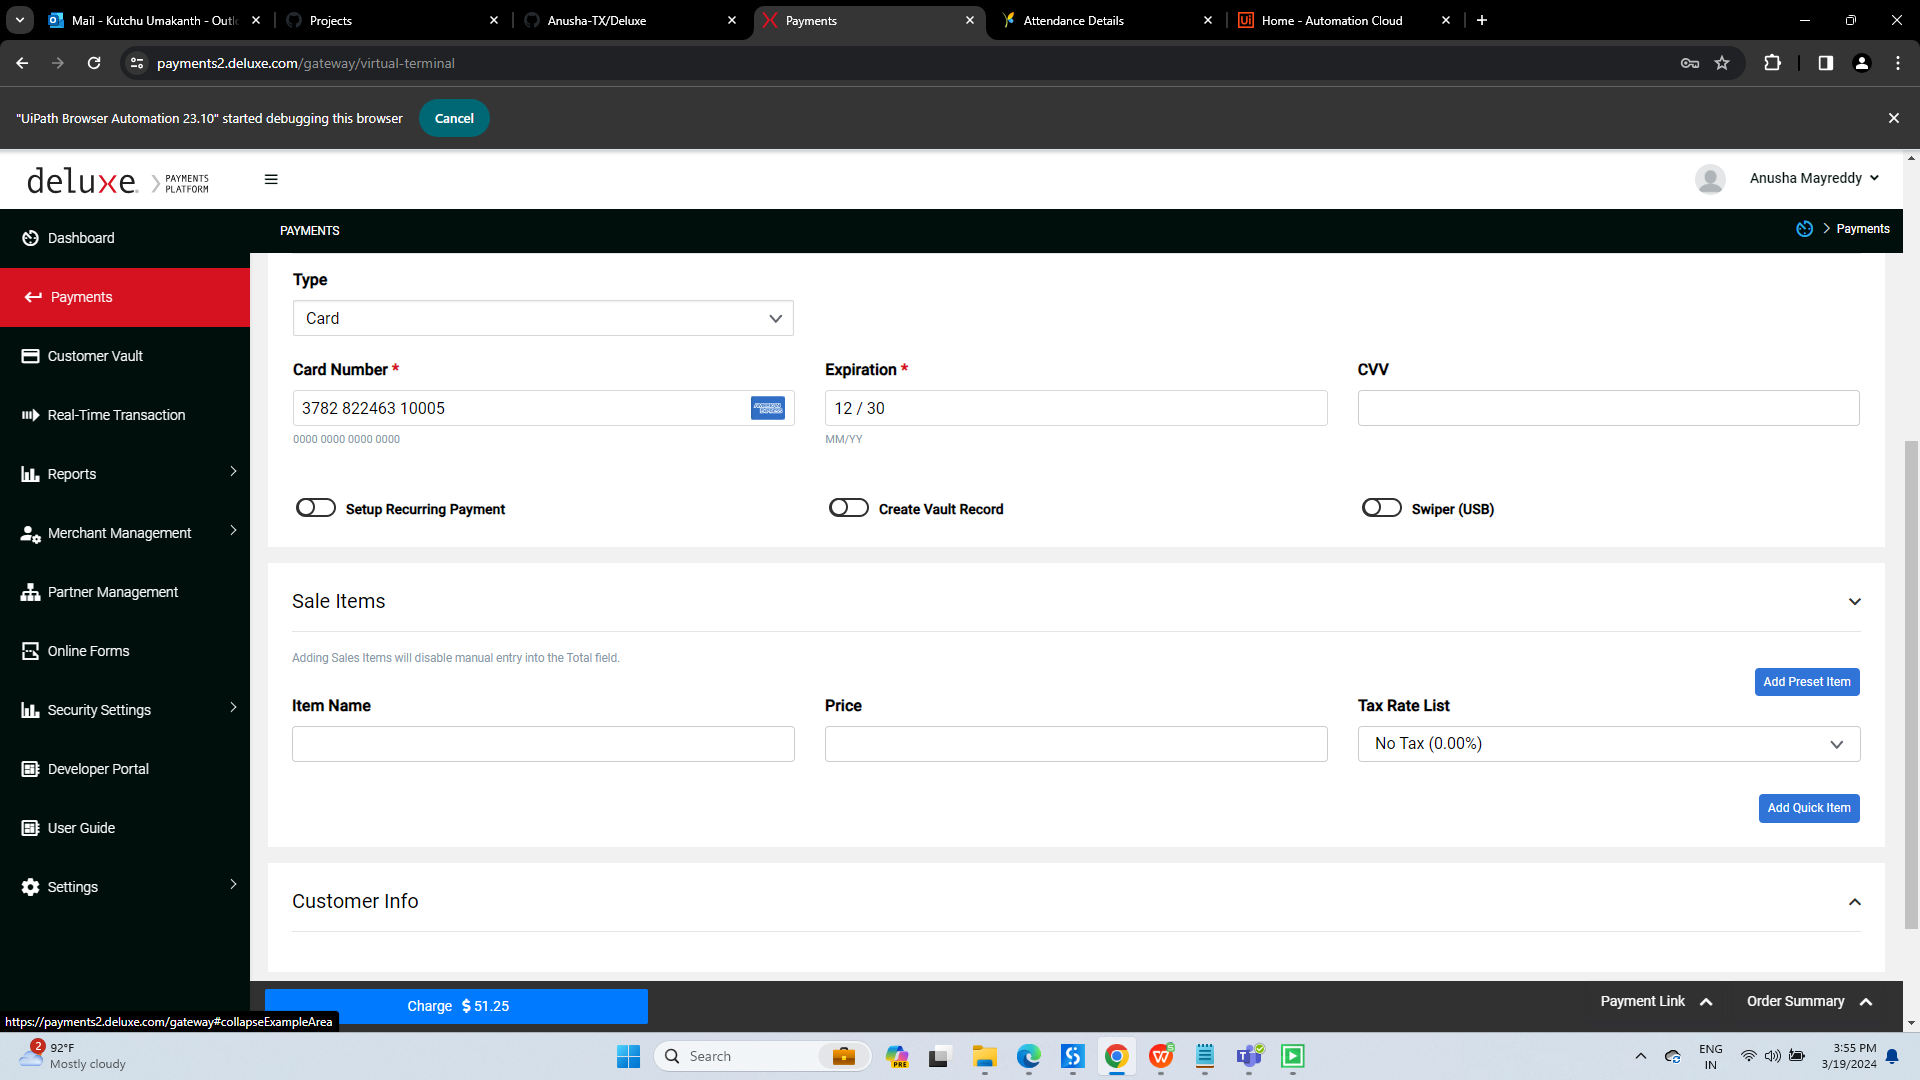 Mail - Kutchu Umakanth - Outl
Projects
Anusha-TX/Deluxe
Payments
Attendance Details
Home - Automation Cloud
payments2.deluxe.com/gateway/virtual-terminal
"UiPath Browser Automation 23.10" started debugging this browser
Cancel
deluxe. PAYMENTS PLATFORM
Anusha Mayreddy
Dashboard
PAYMENTS
Payments
Payments
Customer Vault
Real-Time Transaction
Reports
Merchant Management
Partner Management
Online Forms
Security Settings
Developer Portal
User Guide
Settings
Type
Card
Card Number *
Expiration *
CVV
3782 822463 10005
AMERICAN EXPRESS
12 / 30
0000 0000 0000 0000
MM/YY
Setup Recurring Payment
Create Vault Record
Swiper (USB)
Sale Items
Adding Sales Items will disable manual entry into the Total field.
Add Preset Item
Item Name
Price
Tax Rate List
No Tax (0.00%)
Add Quick Item
Customer Info
Charge $ 51.25
Payment Link
Order Summary
https://payments2.deluxe.com/gateway#collapseExampleArea
2
92°F
Mostly cloudy
Search
PRE
ENG
IN
3:55 PM
3/19/2024